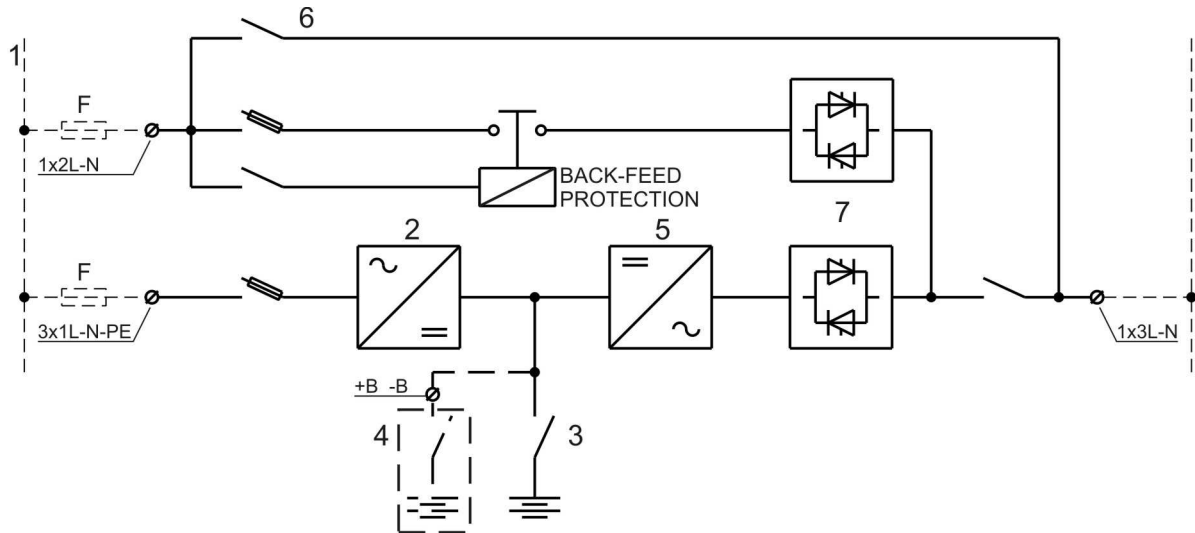 6
1
F
1x2L-N
BACK-FEED
PROTECTION
2
5
7
F
3x1L-N-PE
1x3L-N
+B -B
4
3